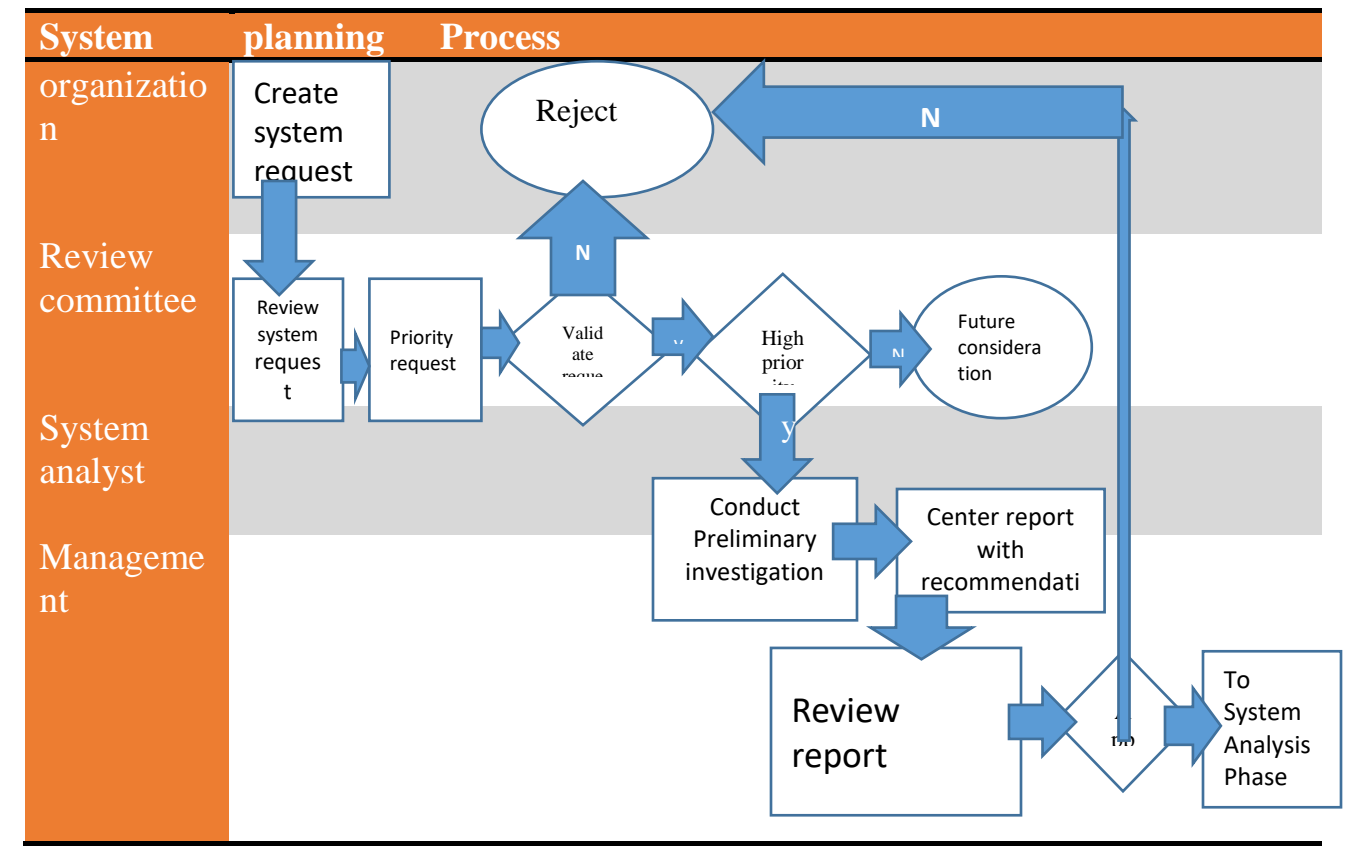 System planning Process
organizatio
n
Create
system
request
Reject
N
Review
committee
N
Review
system
reques
t
Priority
request
Valid
ate
reque
High
prior
ity
N
Future
considera
tion
System
analyst
y
Conduct
Preliminary
investigation
Center report
with
recommendati
Manageme
nt
Review
report
To
System
Analysis
Phase